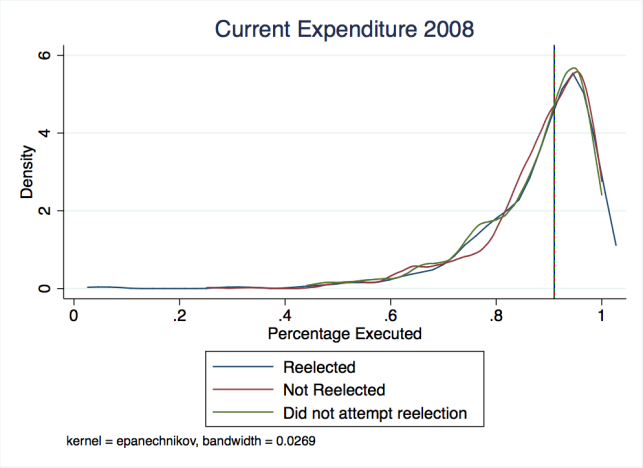 Current Expenditure 2008
Density
6
4
2
0
0 .2 .4 .6 .8 1
Percentage Executed
Reelected
Not Reelected
Did not attempt reelection
kernel = epanechnikov, bandwidth = 0.0269